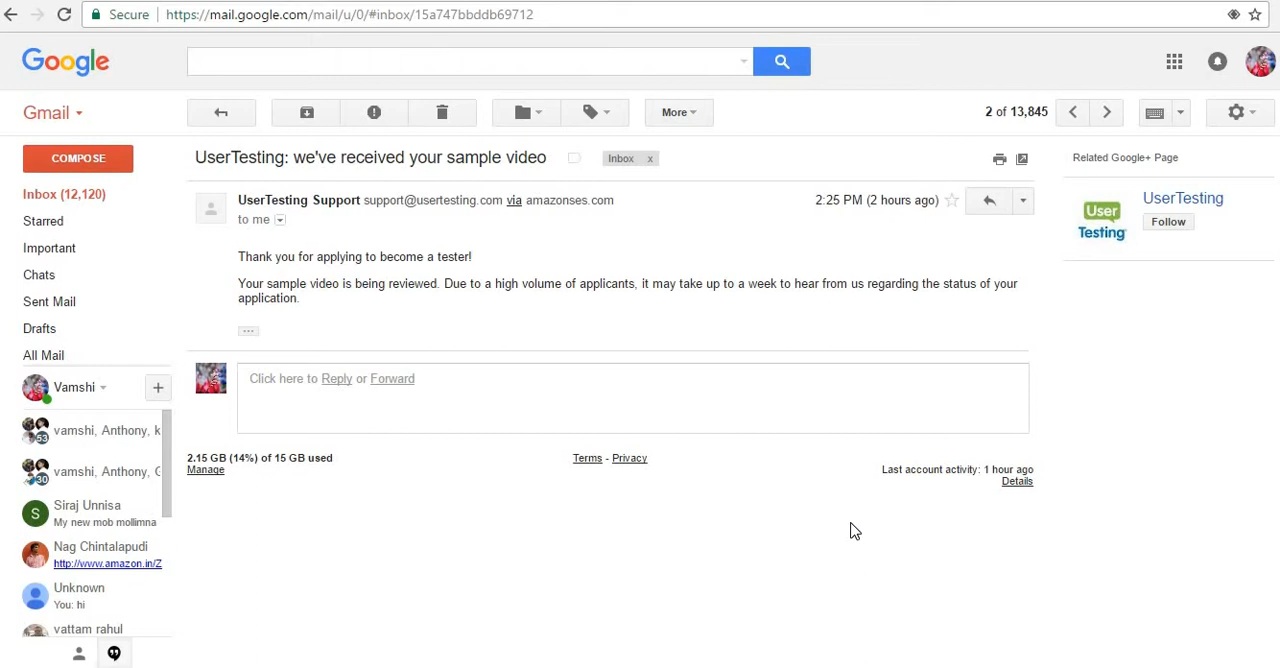 Secure https://mail.google.com/mail/u/0/#inbox/15a747bbddb69712
Google
Gmail
More
2 of 13,845
COMPOSE
Inbox (12,120)
Starred
Important
Chats
Sent Mail
Drafts
All Mail
Vamshi
vamshi, Anthony, k
53
vamshi, Anthony, G
30
S
Siraj Unnisa
My new mob mollimna
Nag Chintalapudi
http://www.amazon.in/Z
Unknown
You: hi
vattam rahul
UserTesting: we've received your sample video
Inbox x
UserTesting Support support@usertesting.com via amazonses.com
2:25 PM (2 hours ago)
to me
Thank you for applying to become a tester!
Your sample video is being reviewed. Due to a high volume of applicants, it may take up to a week to hear from us regarding the status of your
application.
...
Click here to Reply or Forward
2.15 GB (14%) of 15 GB used
Manage
Terms - Privacy
Last account activity: 1 hour ago
Details
Related Google+ Page
User
Testing
UserTesting
Follow